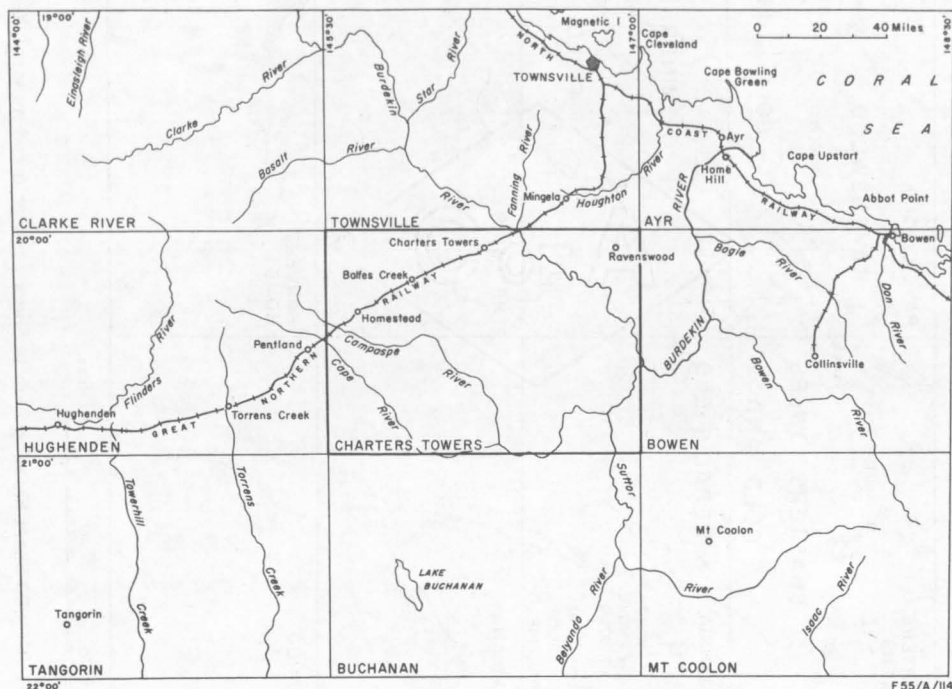 144°00'
19°00'
145°30'
147°00'
148°30'
Einasleigh River
Clarke River
Burdekin River
Star River
Basalt River
Fanning River
NORTH COAST RAILWAY
Magnetic I
Cape Cleveland
TOWNSVILLE
Cape Bowling Green
0 20 40 Miles
CORAL SEA
Ayr
Home Hill
Cape Upstart
Abbot Point
Bowen
Mingela
Houghton River
CLARKE RIVER
TOWNSVILLE
AYR
20°00'
Charters Towers
Ravenswood
Balfes Creek
RAILWAY
Homestead
Pentland
GREAT NORTHERN
Campaspe River
Cape River
Flinders River
Hughenden
Torrens Creek
BURDEKIN RIVER
Bogie River
Don River
Collinsville
Bowen River
HUGHENDEN
CHARTERS TOWERS
BOWEN
21°00'
Towerhill Creek
Torrens Creek
Suttor River
Mt Coolon
LAKE BUCHANAN
Belyando River
Isaac River
Tangorin
TANGORIN
BUCHANAN
MT COOLON
22°00'
F55/A/114